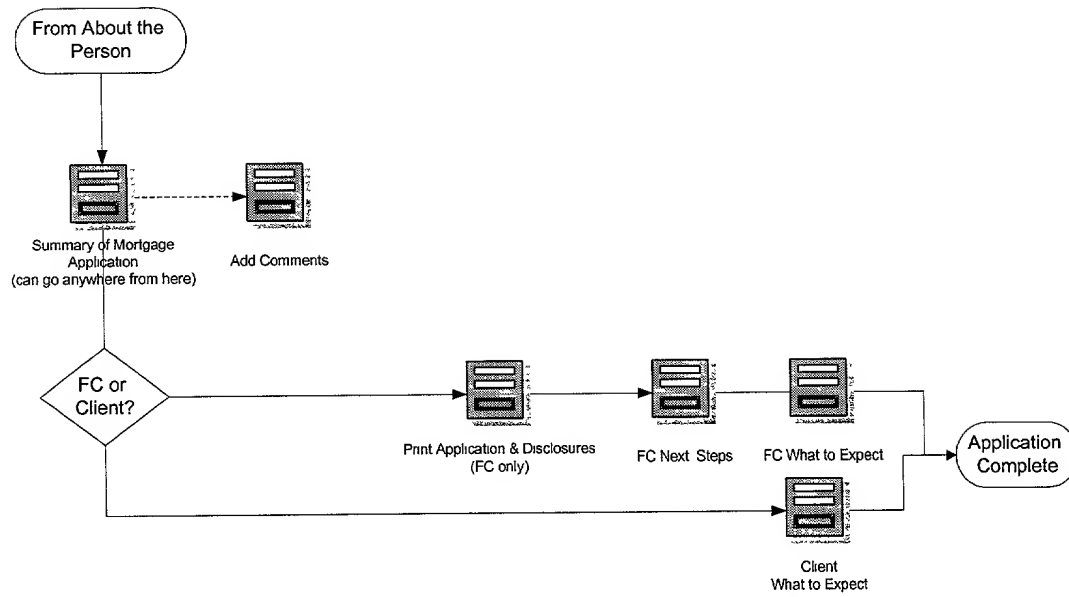 From About the
Person
Summary of Mortgage
Application
(can go anywhere from here)
Add Comments
FC or
Client?
Print Application & Disclosures
(FC only)
FC Next Steps
FC What to Expect
Application
Complete
Client
What to Expect